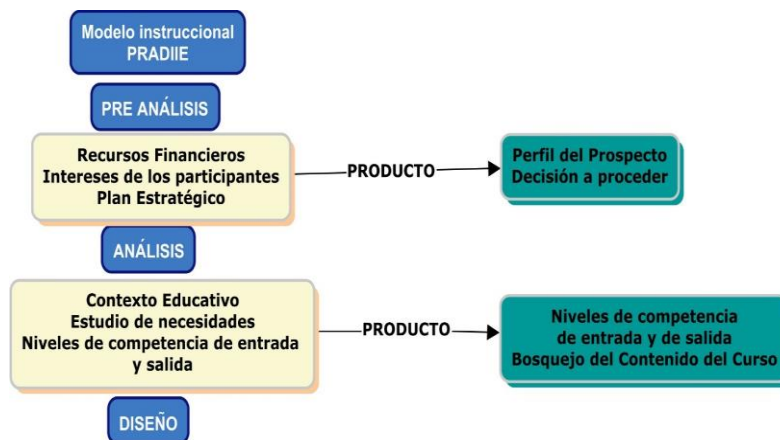 Modelo instruccional
PRADIIE
PRE ANÁLISIS
Recursos Financieros
Intereses de los participantes
Plan Estratégico
PRODUCTO
Perfil del Prospecto
Decisión a proceder
ANÁLISIS
Contexto Educativo
Estudio de necesidades
Niveles de competencia de entrada
y salida
PRODUCTO
Niveles de competencia
de entrada y de salida
Bosquejo del Contenido del Curso
DISEÑO